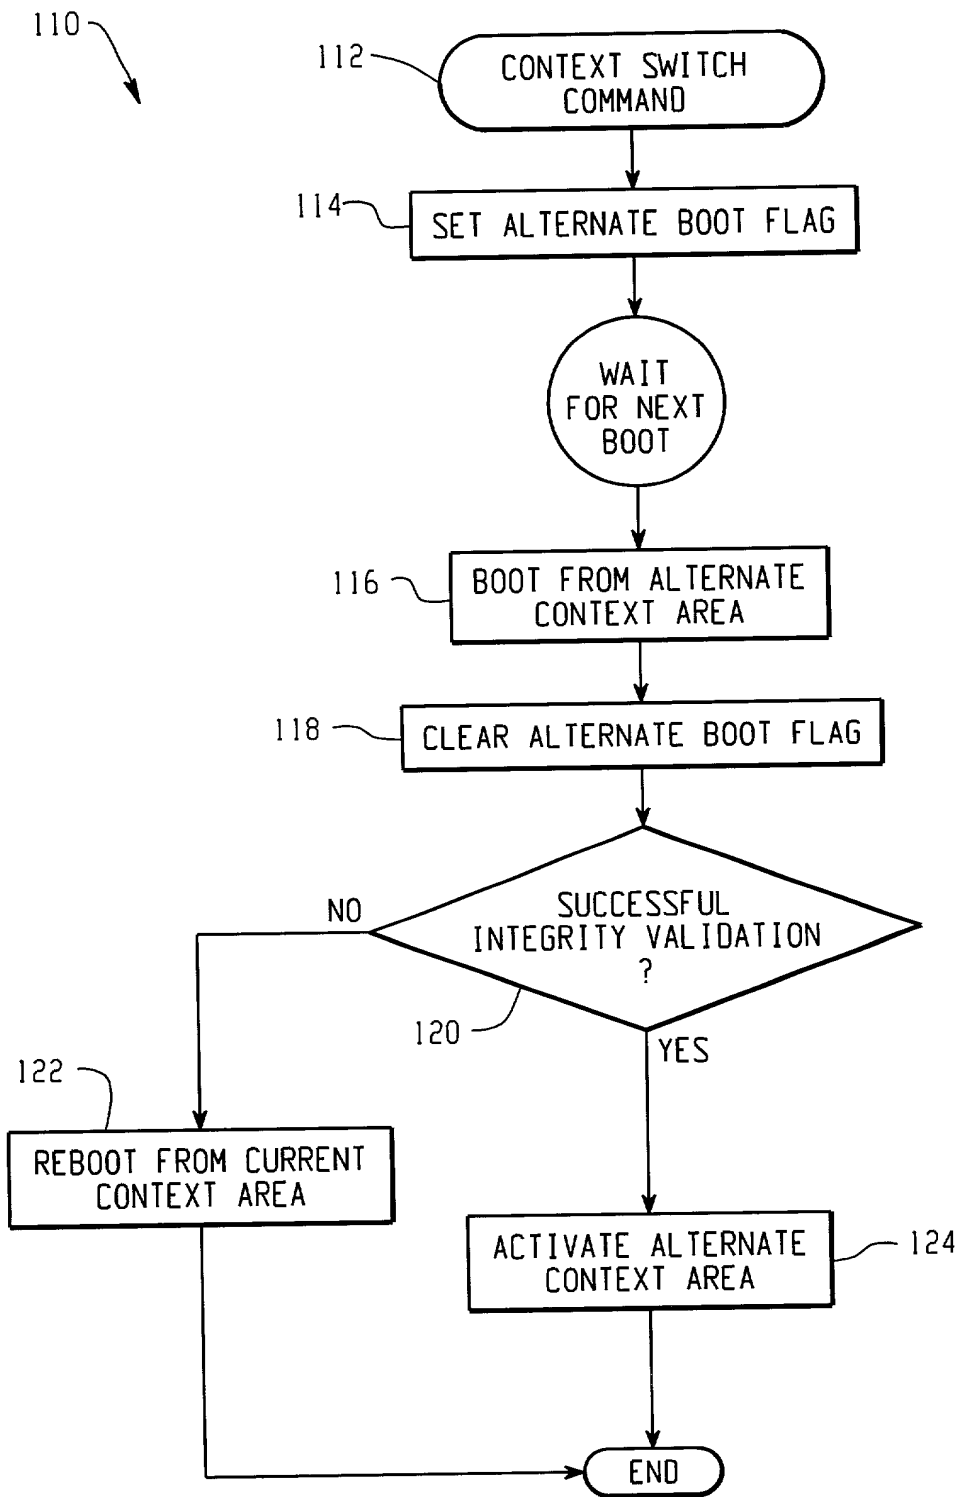 110
112
CONTEXT SWITCH
COMMAND
114
SET ALTERNATE BOOT FLAG
WAIT
FOR NEXT
BOOT
116
BOOT FROM ALTERNATE
CONTEXT AREA
118
CLEAR ALTERNATE BOOT FLAG
NO
SUCCESSFUL
INTEGRITY VALIDATION
?
120
YES
122
REBOOT FROM CURRENT
CONTEXT AREA
ACTIVATE ALTERNATE
CONTEXT AREA
124
END